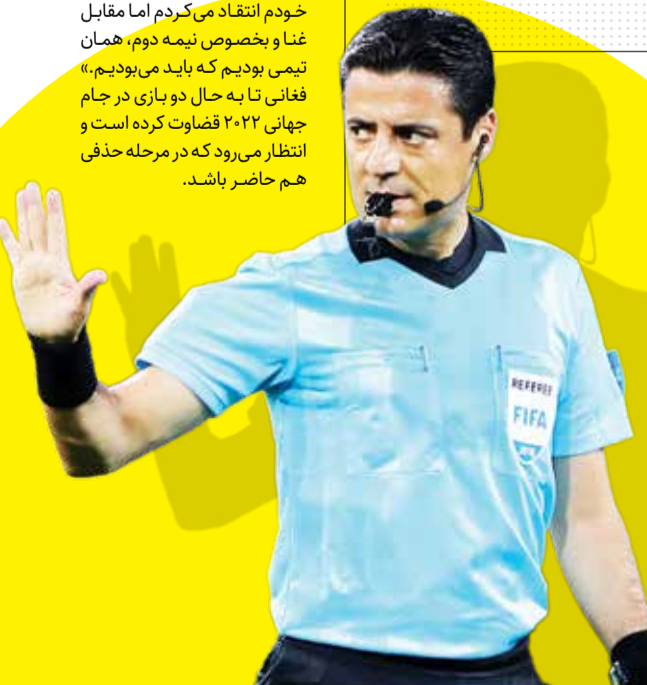 خودم انتقاد می‌کردم اما مقابل
غنا و بخصوص نیمه دوم، همان
تیمی بودیم که باید می‌بودیم.»
فغانی تا به حال دو بازی در جام
جهانی ۲۰۲۲ قضاوت کرده است و
انتظار می‌رود که در مرحله حذفی
هم حاضر باشد.
REFEREE
FIFA